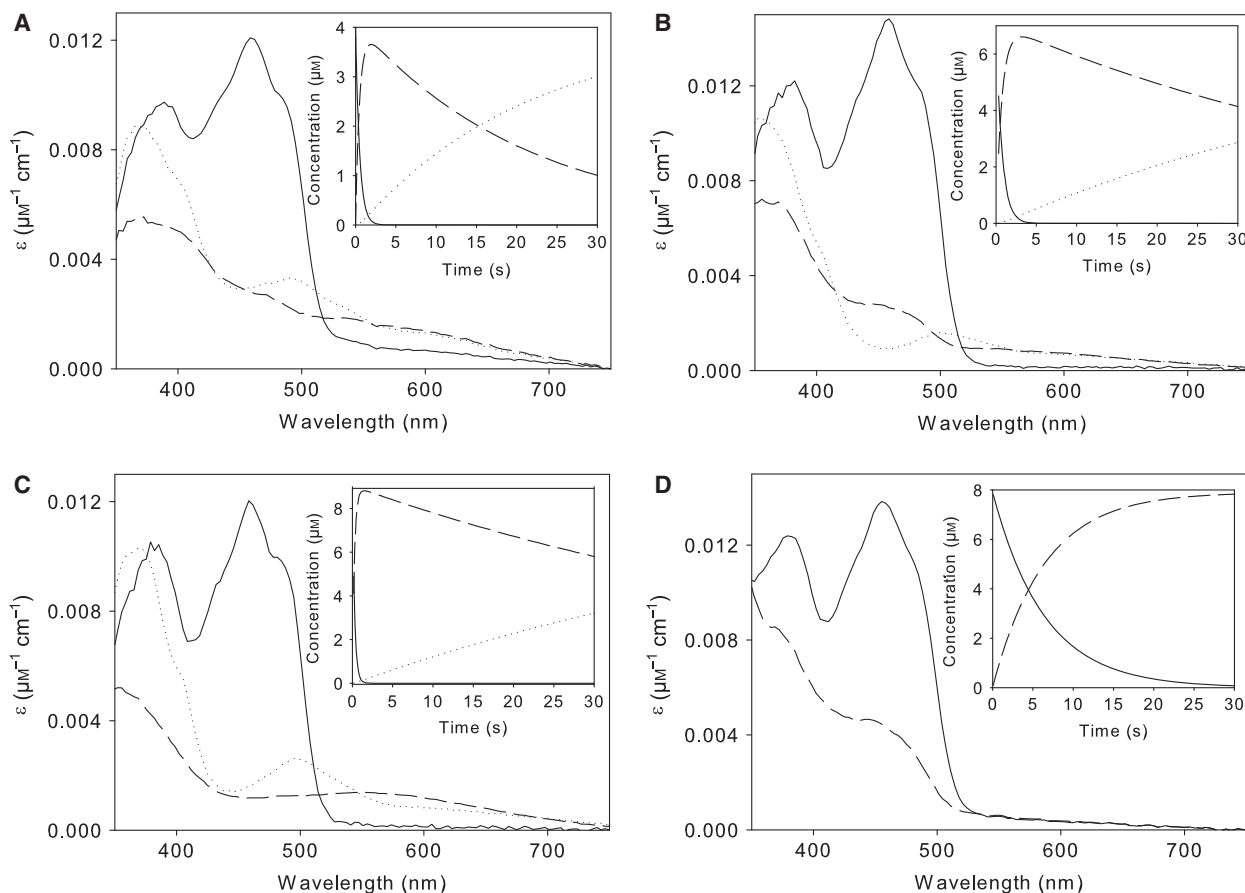 A
0.012
0.008
0.004
0.000
ε (μM⁻¹ cm⁻¹)
400 500 600 700
Wavelength (nm)
4
3
2
1
0
Concentration (μM)
0 5 10 15 20 25 30
Time (s)
B
0.012
0.008
0.004
0.000
ε (μM⁻¹ cm⁻¹)
400 500 600 700
Wavelength (nm)
6
4
2
0
Concentration (μM)
0 5 10 15 20 25 30
Time (s)
C
0.012
0.008
0.004
0.000
ε (μM⁻¹ cm⁻¹)
400 500 600 700
Wavelength (nm)
8
6
4
2
0
Concentration (μM)
0 5 10 15 20 25 30
Time (s)
D
0.012
0.008
0.004
0.000
ε (μM⁻¹ cm⁻¹)
400 500 600 700
Wavelength (nm)
8
6
4
2
0
Concentration (μM)
0 5 10 15 20 25 30
Time (s)